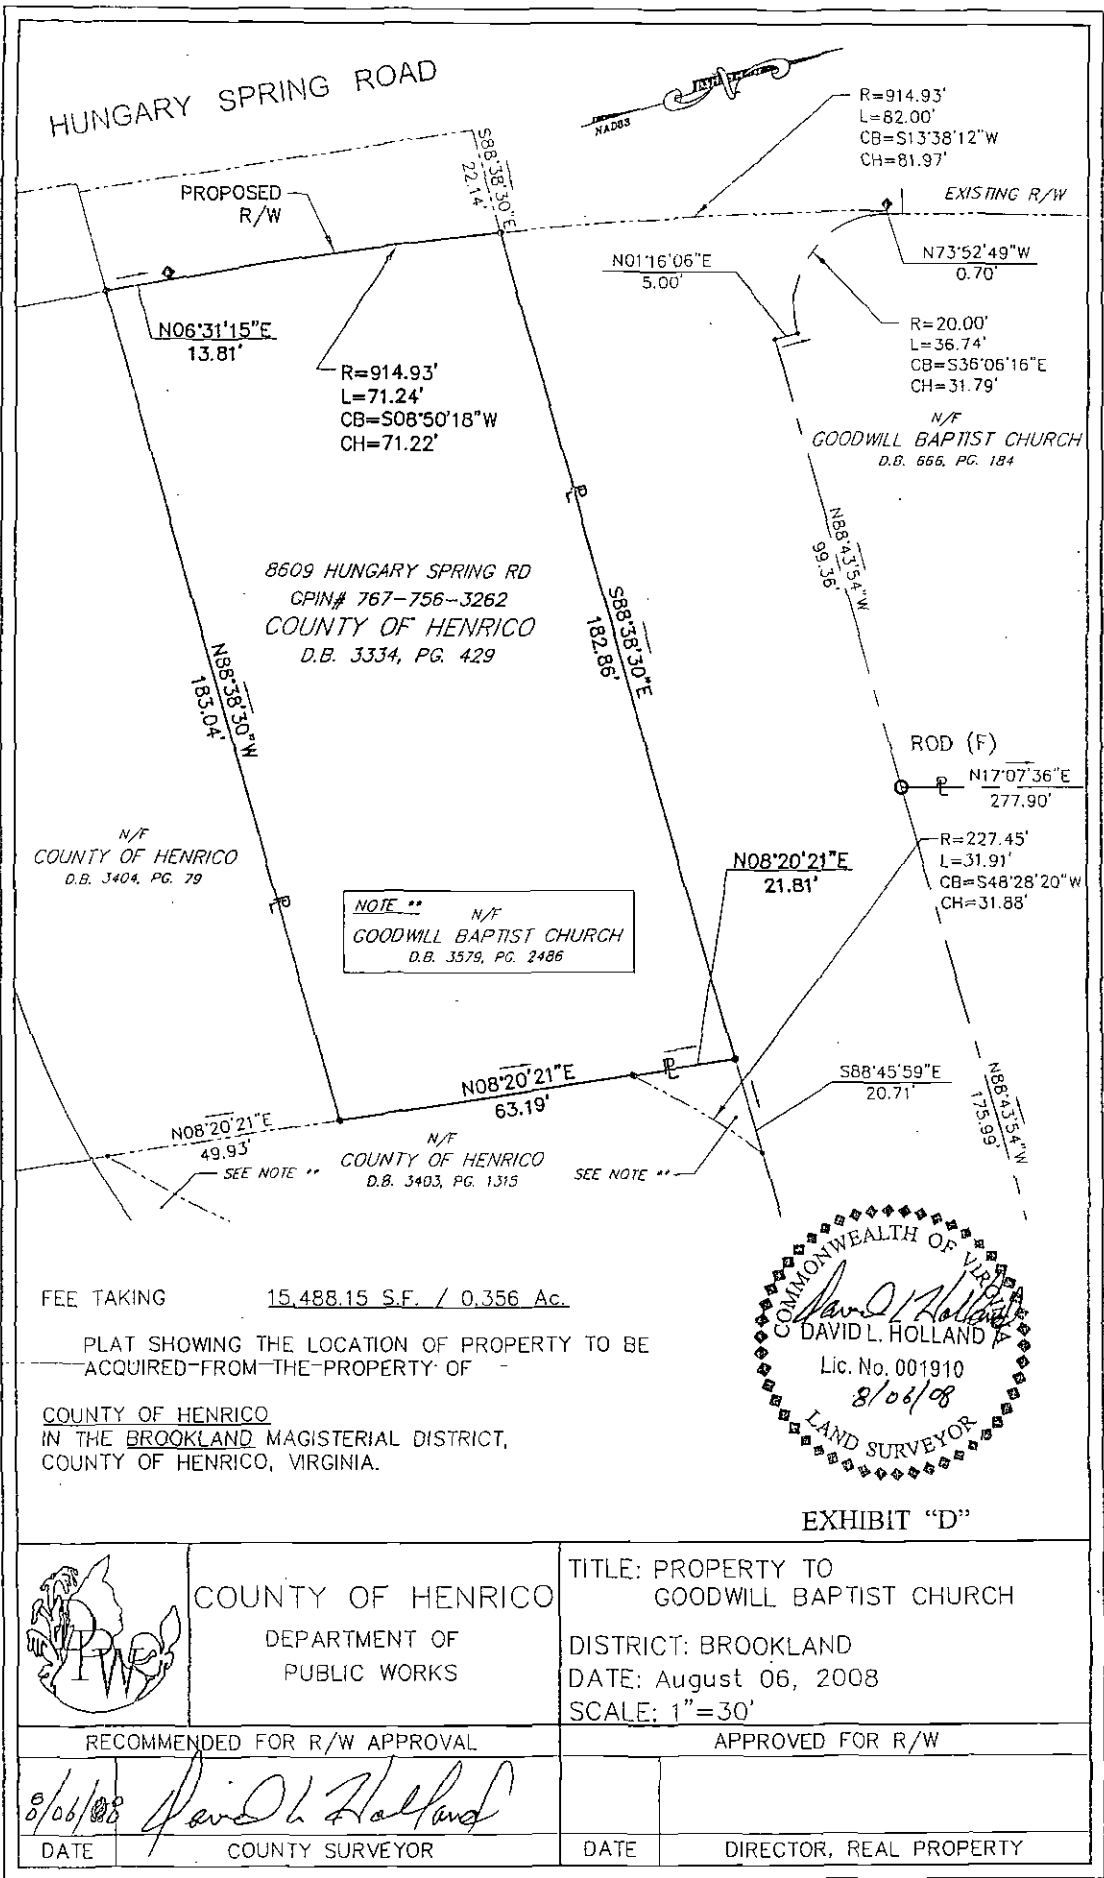 HUNGARY SPRING ROAD
NAD83
R=914.93'
L=82.00'
CB=S13°38'12"W
CH=81.97'
S88°38'30"E
22.14'
PROPOSED
R/W
EXISTING R/W
N01°16'06"E
5.00'
N73°52'49"W
0.70'
N06°31'15"E
13.81'
R=914.93'
L=71.24'
CB=S08°50'18"W
CH=71.22'
R=20.00'
L=36.74'
CB=S36°06'16"E
CH=31.79'
N/F
GOODWILL BAPTIST CHURCH
D.B. 666, PG. 184
N88°43'54"W
99.36'
8609 HUNGARY SPRING RD
GPIN# 767-756-3262
COUNTY OF HENRICO
D.B. 3334, PG. 429
S88°38'30"E
182.86'
N88°38'30"W
183.04'
ROD (F)
N17°07'36"E
277.90'
N/F
COUNTY OF HENRICO
D.B. 3404, PG. 79
R=227.45'
L=31.91'
CB=S48°28'20"W
CH=31.88'
N08°20'21"E
21.81'
NOTE **
N/F
GOODWILL BAPTIST CHURCH
D.B. 3579, PG. 2486
N08°20'21"E
63.19'
S88°45'59"E
20.71'
N88°43'54"W
175.99'
N08°20'21"E
49.93'
SEE NOTE **
N/F
COUNTY OF HENRICO
D.B. 3403, PG. 1315
SEE NOTE **
FEE TAKING 15,488.15 S.F. / 0.356 Ac.
PLAT SHOWING THE LOCATION OF PROPERTY TO BE
ACQUIRED FROM THE PROPERTY OF
COUNTY OF HENRICO
IN THE BROOKLAND MAGISTERIAL DISTRICT,
COUNTY OF HENRICO, VIRGINIA.
COMMONWEALTH OF VIRGINIA
David L Holland
DAVID L. HOLLAND
Lic. No. 001910
8/06/08
LAND SURVEYOR
EXHIBIT “D”
DPW
COUNTY OF HENRICO
DEPARTMENT OF
PUBLIC WORKS
TITLE: PROPERTY TO
GOODWILL BAPTIST CHURCH
DISTRICT: BROOKLAND
DATE: August 06, 2008
SCALE: 1"=30'
RECOMMENDED FOR R/W APPROVAL
APPROVED FOR R/W
8/06/08 David L Holland
DATE COUNTY SURVEYOR
DATE DIRECTOR, REAL PROPERTY